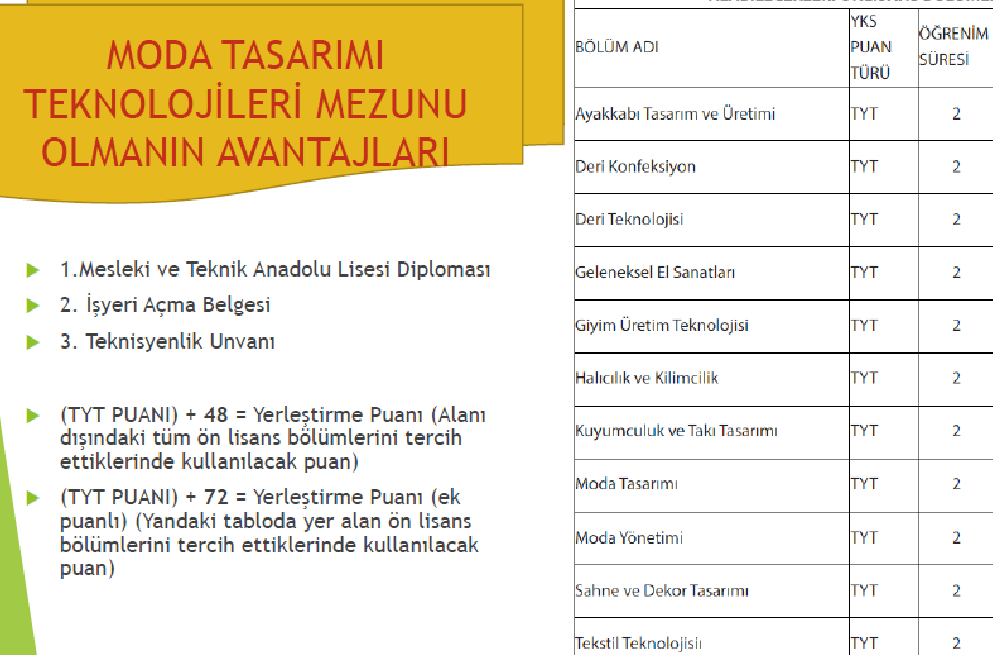 MODA TASARIMI
TEKNOLOJİLERİ MEZUNU
OLMANIN AVANTAJLARI
1.Mesleki ve Teknik Anadolu Lisesi Diploması
2. İşyeri Açma Belgesi
3. Teknisyenlik Unvanı
(TYT PUANI) + 48 = Yerleştirme Puanı (Alanı
dışındaki tüm ön lisans bölümlerini tercih
ettiklerinde kullanılacak puan)
(TYT PUANI) + 72 = Yerleştirme Puanı (ek
puanlı) (Yandaki tabloda yer alan ön lisans
bölümlerini tercih ettiklerinde kullanılacak
puan)
BÖLÜM ADI YKS PUAN TÜRÜ ÖĞRENİM SÜRESİ
Ayakkabı Tasarım ve Üretimi TYT 2
Deri Konfeksiyon TYT 2
Deri Teknolojisi TYT 2
Geleneksel El Sanatları TYT 2
Giyim Üretim Teknolojisi TYT 2
Halıcılık ve Kilimcilik TYT 2
Kuyumculuk ve Takı Tasarımı TYT 2
Moda Tasarımı TYT 2
Moda Yönetimi TYT 2
Sahne ve Dekor Tasarımı TYT 2
Tekstil Teknolojisiı TYT 2